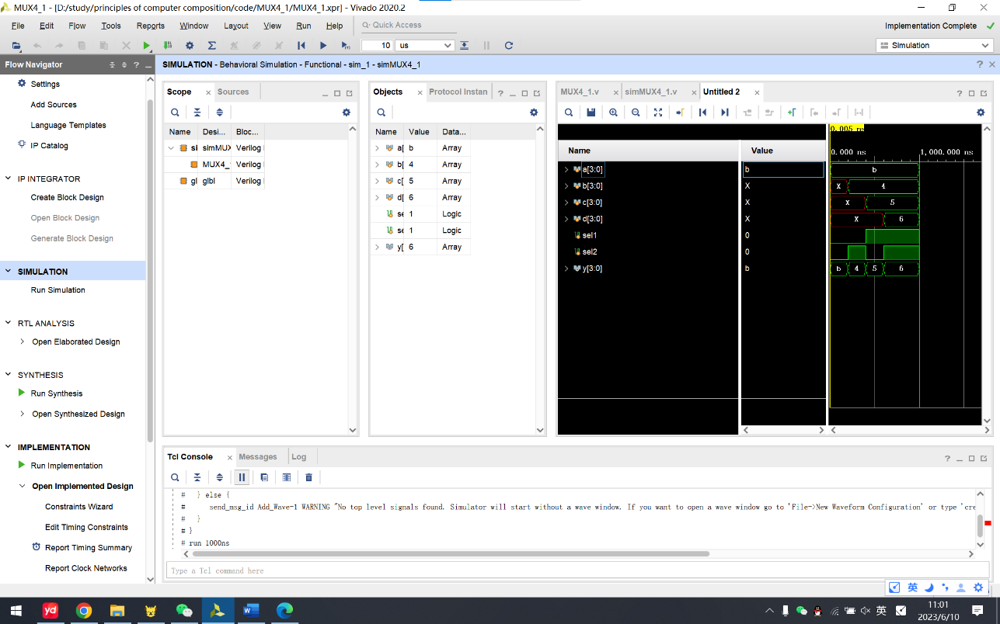 MUX4_1 - [D:/study/principles of computer composition/code/MUX4_1/MUX4_1.xpr] - Vivado 2020.2
File Edit Flow Tools Reports Window Layout View Run Help Quick Access
Implementation Complete
10 us
Simulation
Flow Navigator
SIMULATION - Behavioral Simulation - Functional - sim_1 - simMUX4_1
Settings
Add Sources
Language Templates
IP Catalog
IP INTEGRATOR
Create Block Design
Open Block Design
Generate Block Design
SIMULATION
Run Simulation
RTL ANALYSIS
Open Elaborated Design
SYNTHESIS
Run Synthesis
Open Synthesized Design
IMPLEMENTATION
Run Implementation
Open Implemented Design
Constraints Wizard
Edit Timing Constraints
Report Timing Summary
Report Clock Networks
Scope Sources
Name Desi... Bloc...
si simMUX Verilog
MUX4_ Verilog
gl glbl Verilog
Objects Protocol Instan
Name Value Data...
a[ b Array
b[ 4 Array
c[ 5 Array
d[ 6 Array
se 1 Logic
se 1 Logic
y[ 6 Array
MUX4_1.v simMUX4_1.v Untitled 2
Name Value
a[3:0] b
b[3:0] X
c[3:0] X
d[3:0] X
sel1 0
sel2 0
y[3:0] b
0.005 ns
0.000 ns 1,000.000 ns
b
X 4
X 5
X 6
b 4 5 6
Tcl Console Messages Log
# } else {
# send_msg_id Add_Wave-1 WARNING "No top level signals found. Simulator will start without a wave window. If you want to open a wave window go to 'File->New Waveform Configuration' or type 'cre
# }
# }
# run 1000ns
Type a Tcl command here
英
yd
W
英
11:01
2023/6/10